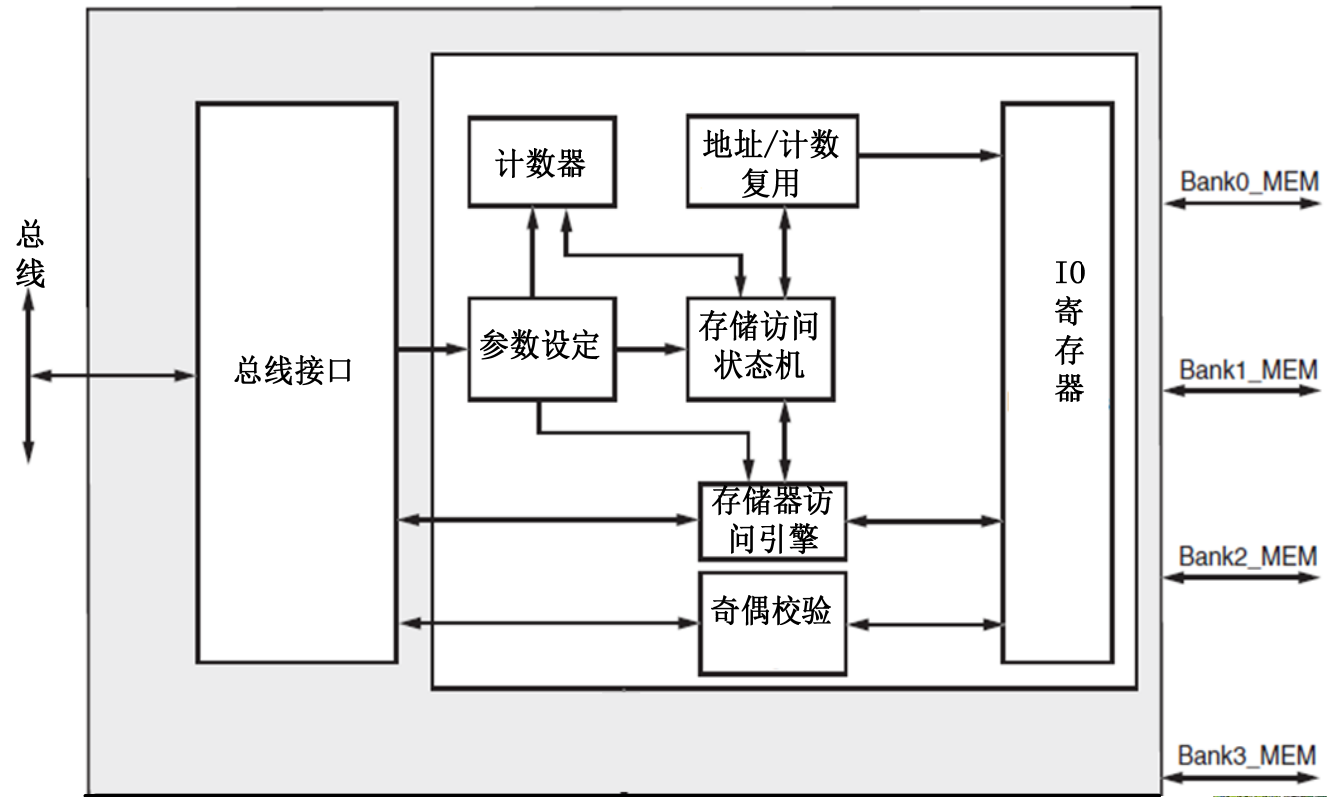 总
线
总线接口
计数器
地址/计数
复用
参数设定
存储访问
状态机
存储器访
问引擎
奇偶校验
IO
寄
存
器
Bank0_MEM
Bank1_MEM
Bank2_MEM
Bank3_MEM